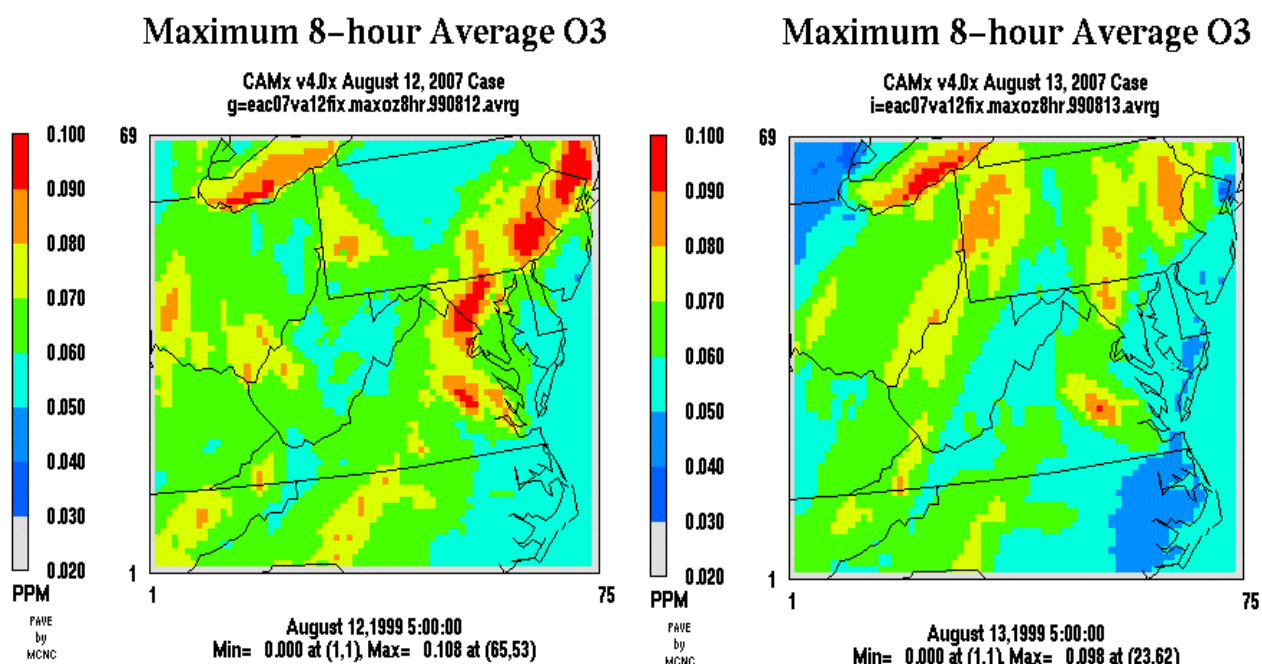 Maximum 8-hour Average O3
CAMx v4.0x August 12, 2007 Case
g=eac07va12fix.maxoz8hr.990812.avrg
0.100
0.090
0.080
0.070
0.060
0.050
0.040
0.030
0.020
PPM
PAVE
by
MCNC
69
1
1
75
August 12,1999 5:00:00
Min= 0.000 at (1,1), Max= 0.108 at (65,53)
Maximum 8-hour Average O3
CAMx v4.0x August 13, 2007 Case
i=eac07va12fix.maxoz8hr.990813.avrg
0.100
0.090
0.080
0.070
0.060
0.050
0.040
0.030
0.020
PPM
PAVE
by
MCNC
69
1
1
75
August 13,1999 5:00:00
Min= 0.000 at (1,1), Max= 0.098 at (23,62)